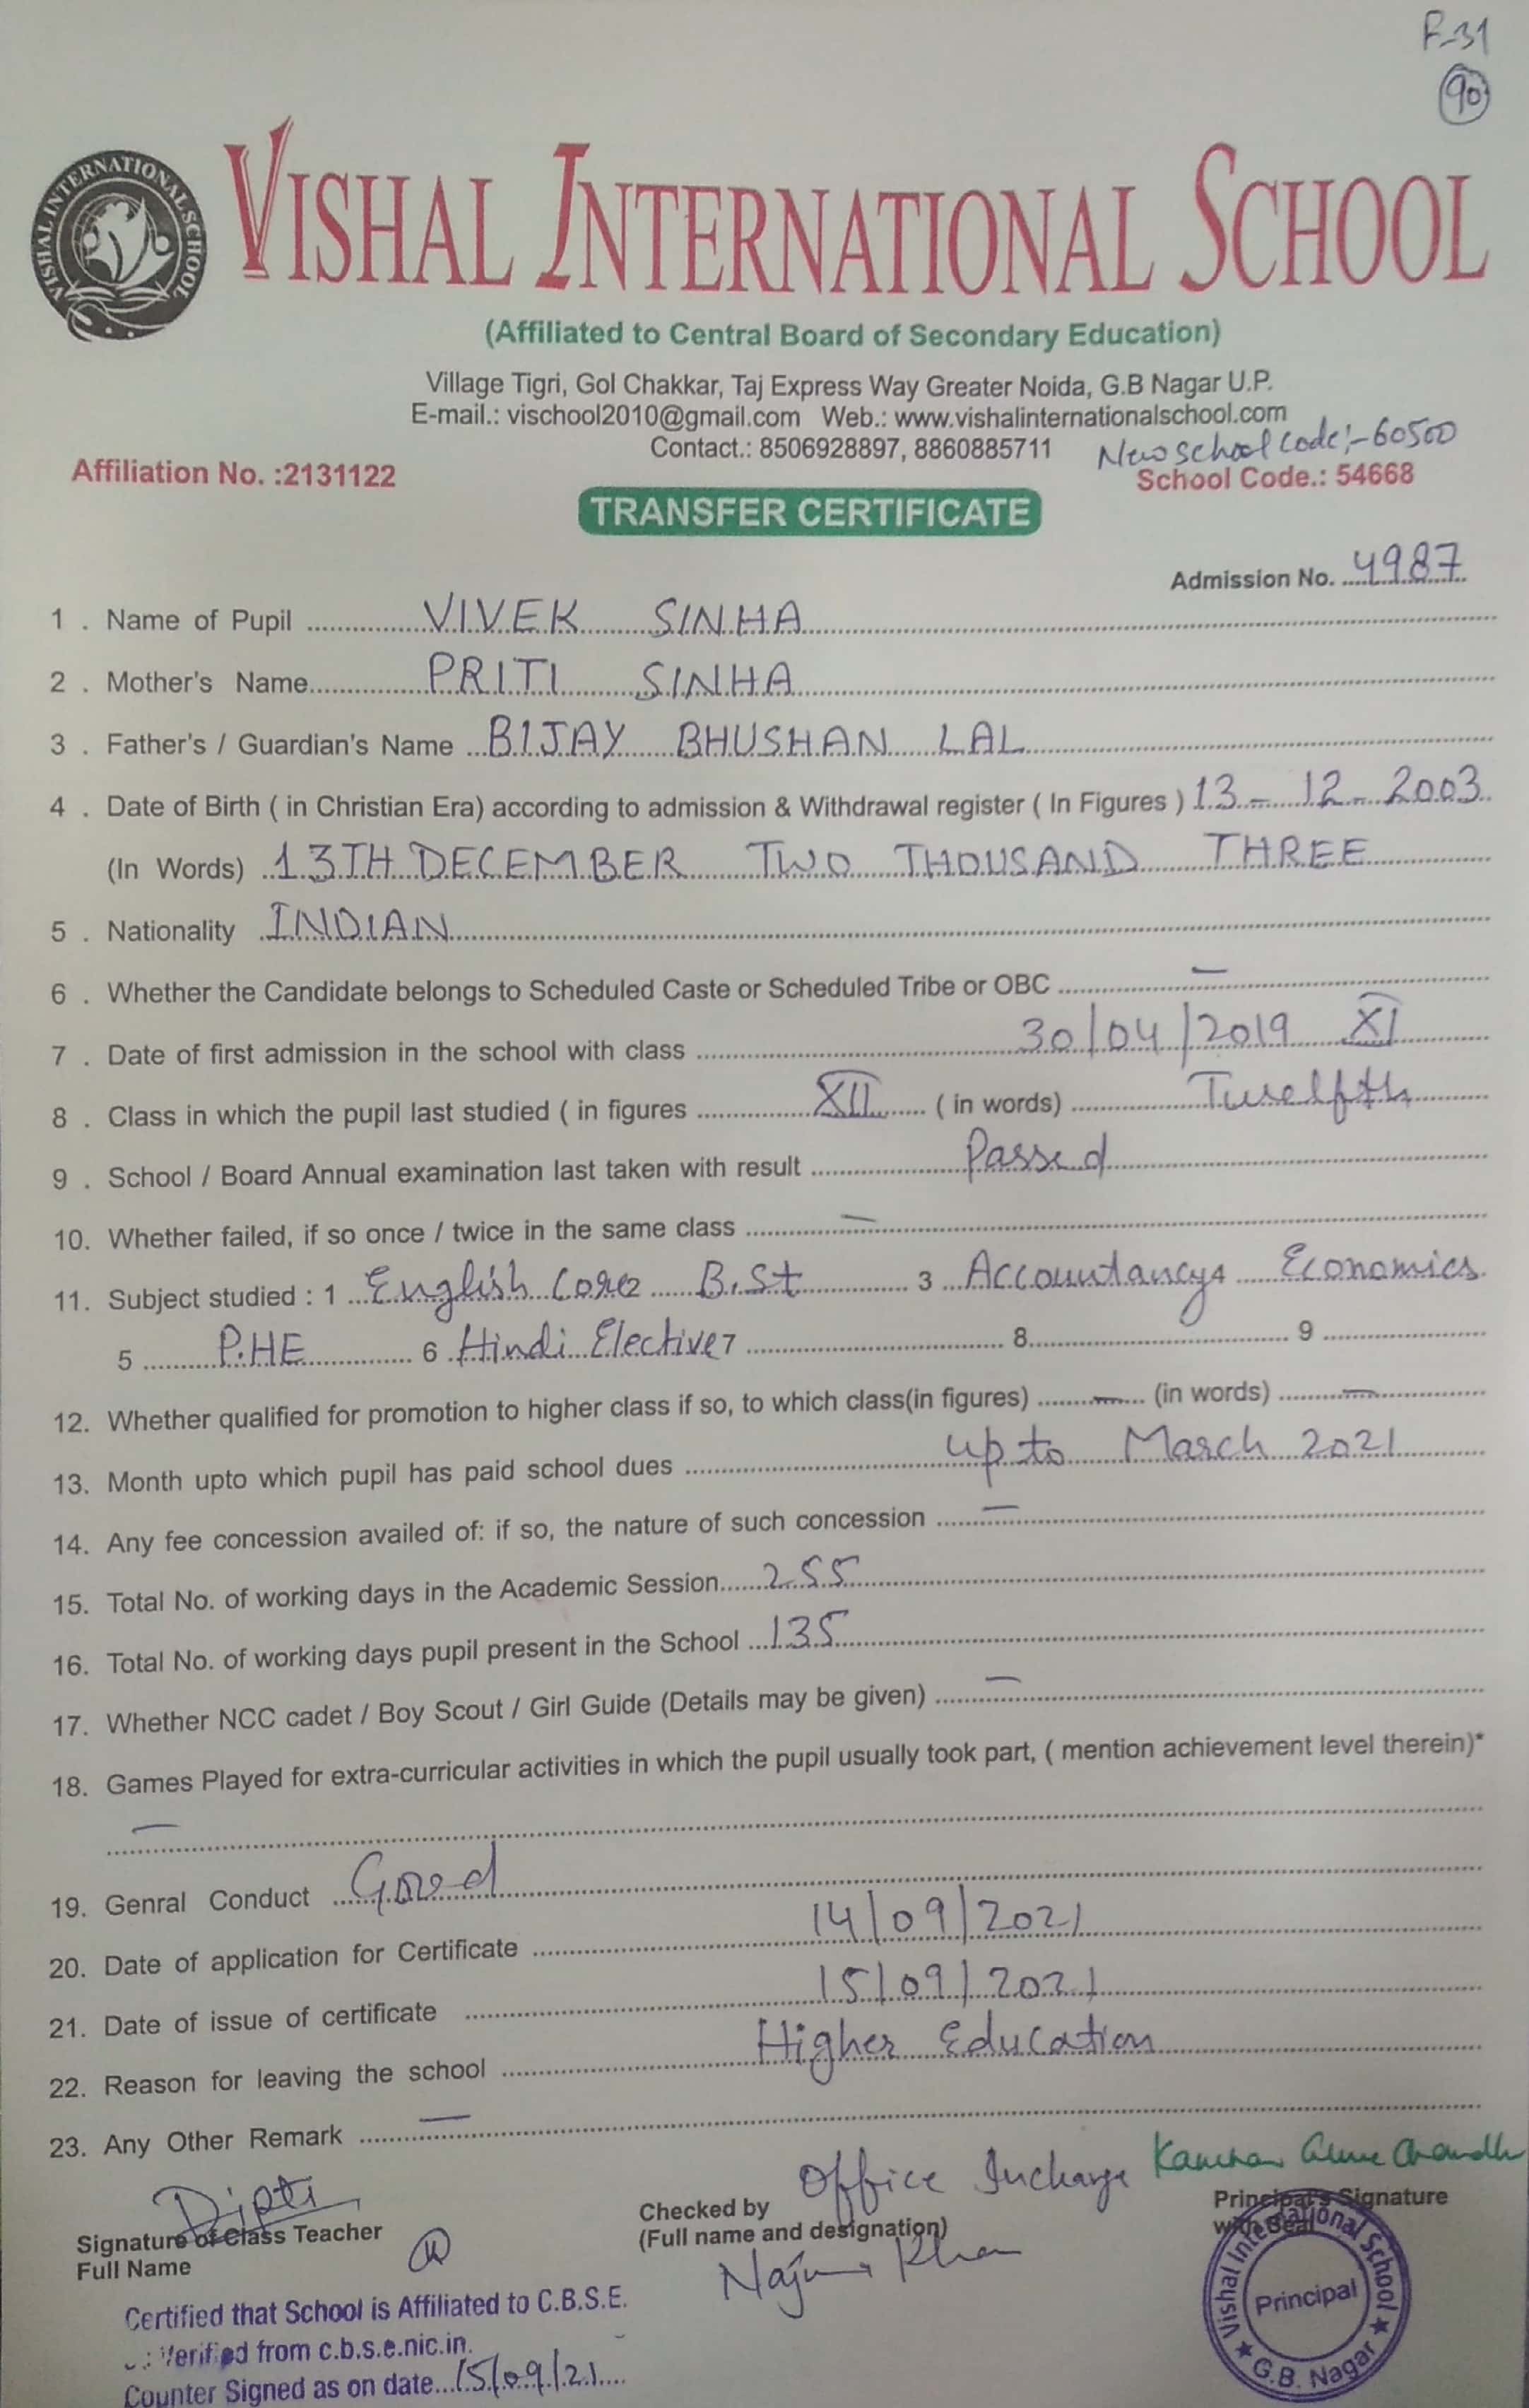 F-31
90
VISHAL INTERNATIONAL SCHOOL
VISHAL INTERNATIONAL SCHOOL
(Affiliated to Central Board of Secondary Education)
Village Tigri, Gol Chakkar, Taj Express Way Greater Noida, G.B Nagar U.P.
E-mail.: vischool2010@gmail.com Web.: www.vishalinternationalschool.com
Contact.: 8506928897, 8860885711 New school code:-60500
Affiliation No. :2131122 School Code.: 54668
TRANSFER CERTIFICATE
Admission No. 4987
1 . Name of Pupil VIVEK SINHA
2 . Mother's Name PRITI SINHA
3 . Father's / Guardian's Name BIJAY BHUSHAN LAL
4 . Date of Birth ( in Christian Era) according to admission & Withdrawal register ( In Figures ) 13 - 12 - 2003
(In Words) 13TH DECEMBER TWO THOUSAND THREE
5 . Nationality INDIAN
6 . Whether the Candidate belongs to Scheduled Caste or Scheduled Tribe or OBC —
7 . Date of first admission in the school with class 30/04/2019 XI
8 . Class in which the pupil last studied ( in figures XII ( in words) Twelfth
9 . School / Board Annual examination last taken with result Passed
10. Whether failed, if so once / twice in the same class —
11. Subject studied : 1 English Core 2 B.St 3 Accountancy 4 Economics
5 P.HE 6 Hindi Elective 7 8 9
12. Whether qualified for promotion to higher class if so, to which class(in figures) — (in words) —
13. Month upto which pupil has paid school dues up to March 2021
14. Any fee concession availed of: if so, the nature of such concession —
15. Total No. of working days in the Academic Session 255
16. Total No. of working days pupil present in the School 135
17. Whether NCC cadet / Boy Scout / Girl Guide (Details may be given) —
18. Games Played for extra-curricular activities in which the pupil usually took part, ( mention achievement level therein)*
—
19. Genral Conduct Good
20. Date of application for Certificate 14/09/2021
21. Date of issue of certificate 15/09/2021
22. Reason for leaving the school Higher Education
23. Any Other Remark —
Dipti Office Incharge
Signature of Class Teacher Checked by Principal's Signature
Full Name (Full name and designation) with Seal
Najma Khan
Certified that School is Affiliated to C.B.S.E.
Verified from c.b.s.e.nic.in.
Counter Signed as on date 15/09/21
Vishal International School
Principal
★ G.B. Nagar ★